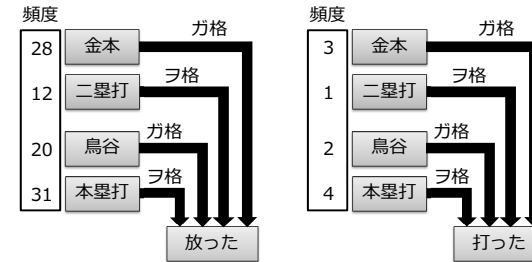 頻度
28
金本
ガ格
12
二塁打
ヲ格
20
鳥谷
ガ格
31
本塁打
ヲ格
放った
頻度
3
金本
ガ格
1
二塁打
ヲ格
2
鳥谷
ガ格
4
本塁打
ヲ格
打った